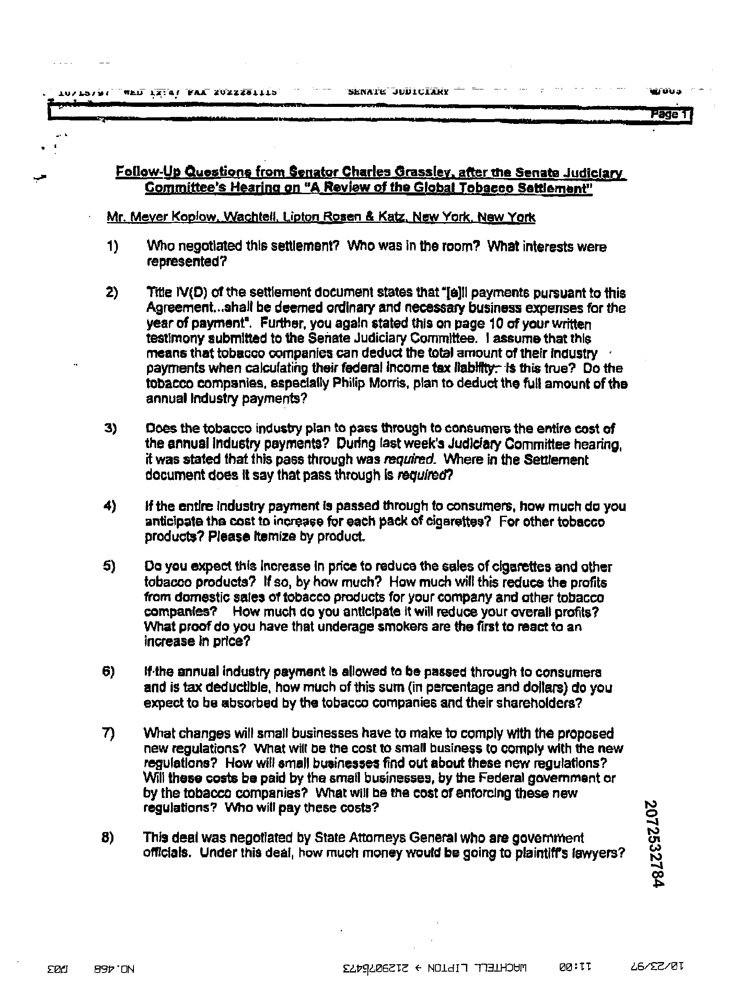 10/15/97 WED 12:47 FAX 2022281115 SENATE JUDICIARY 003
Page 1
Follow-Up Questions from Senator Charles Grassley, after the Senate Judiciary
Committee's Hearing on "A Review of the Global Tobacco Settlement"
Mr. Meyer Koplow, Wachtell, Lipton Rosen & Katz, New York, New York
1) Who negotiated this settlement? Who was in the room? What interests were
represented?
2) Title IV(D) of the settlement document states that "[a]ll payments pursuant to this
Agreement...shall be deemed ordinary and necessary business expenses for the
year of payment". Further, you again stated this on page 10 of your written
testimony submitted to the Senate Judiciary Committee. I assume that this
means that tobacco companies can deduct the total amount of their industry
payments when calculating their federal income tax liability. Is this true? Do the
tobacco companies, especially Philip Morris, plan to deduct the full amount of the
annual industry payments?
3) Does the tobacco industry plan to pass through to consumers the entire cost of
the annual industry payments? During last week's Judiciary Committee hearing,
it was stated that this pass through was required. Where in the Settlement
document does it say that pass through is required?
4) If the entire industry payment is passed through to consumers, how much do you
anticipate the cost to increase for each pack of cigarettes? For other tobacco
products? Please itemize by product.
5) Do you expect this increase in price to reduce the sales of cigarettes and other
tobacco products? If so, by how much? How much will this reduce the profits
from domestic sales of tobacco products for your company and other tobacco
companies? How much do you anticipate it will reduce your overall profits?
What proof do you have that underage smokers are the first to react to an
increase in price?
6) If the annual industry payment is allowed to be passed through to consumers
and is tax deductible, how much of this sum (in percentage and dollars) do you
expect to be absorbed by the tobacco companies and their shareholders?
7) What changes will small businesses have to make to comply with the proposed
new regulations? What will be the cost to small business to comply with the new
regulations? How will small businesses find out about these new regulations?
Will these costs be paid by the small businesses, by the Federal government or
by the tobacco companies? What will be the cost of enforcing these new
regulations? Who will pay these costs?
8) This deal was negotiated by State Attorneys General who are government
officials. Under this deal, how much money would be going to plaintiff's lawyers?
2072532784
10/23/97 11:00 WACHTELL LIPTON → 212907&473 NO.468 D03